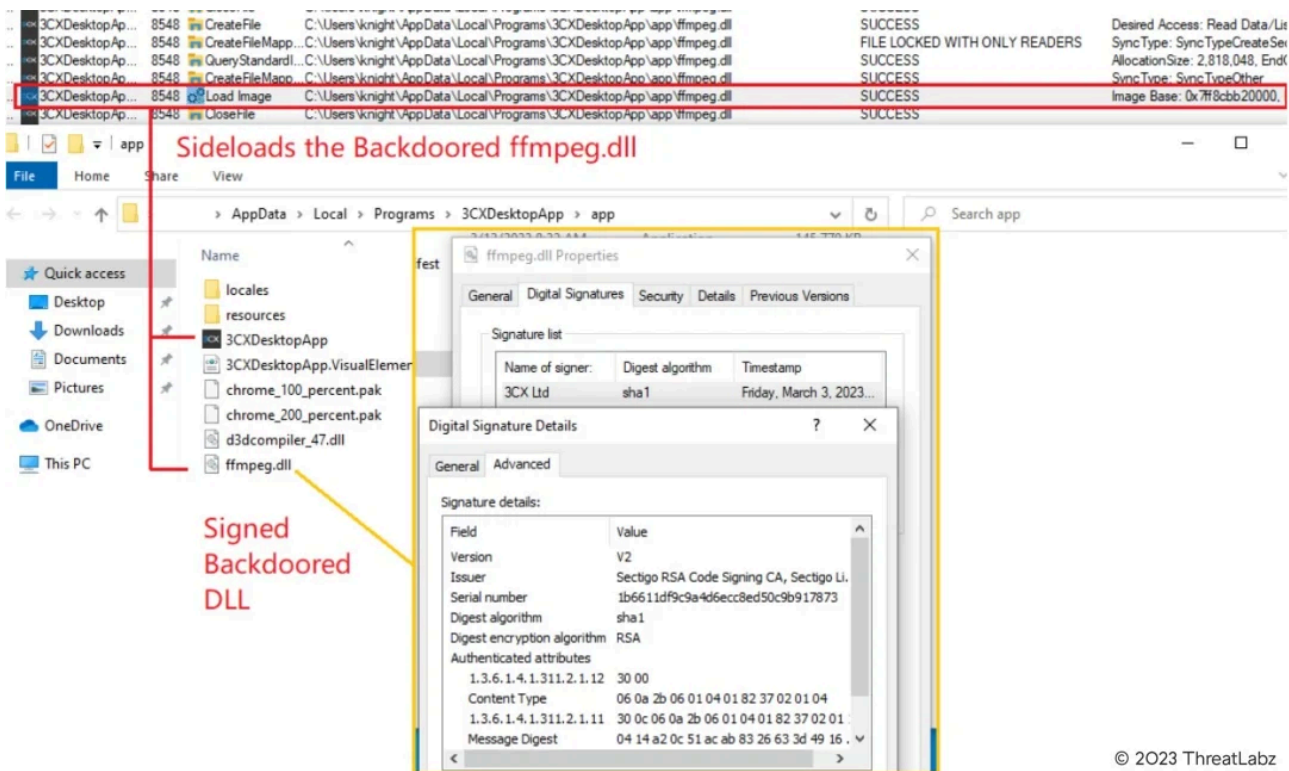 3CXDesktopAp... 8548 CreateFile C:\Users\knight\AppData\Local\Programs\3CXDesktopApp\app\ffmpeg.dll SUCCESS Desired Access: Read Data/Lis
3CXDesktopAp... 8548 CreateFileMapp... C:\Users\knight\AppData\Local\Programs\3CXDesktopApp\app\ffmpeg.dll FILE LOCKED WITH ONLY READERS SyncType: SyncTypeCreateSec
3CXDesktopAp... 8548 QueryStandardI... C:\Users\knight\AppData\Local\Programs\3CXDesktopApp\app\ffmpeg.dll SUCCESS AllocationSize: 2,818,048, EndO
3CXDesktopAp... 8548 CreateFileMapp... C:\Users\knight\AppData\Local\Programs\3CXDesktopApp\app\ffmpeg.dll SUCCESS SyncType: SyncTypeOther
3CXDesktopAp... 8548 Load Image C:\Users\knight\AppData\Local\Programs\3CXDesktopApp\app\ffmpeg.dll SUCCESS Image Base: 0x7ff8cbb20000,
3CXDesktopAp... 8548 CloseFile C:\Users\knight\AppData\Local\Programs\3CXDesktopApp\app\ffmpeg.dll SUCCESS
app
Sideloads the Backdoored ffmpeg.dll
File Home Share View
> AppData > Local > Programs > 3CXDesktopApp > app
Search app
Name
Quick access
Desktop
Downloads
Documents
Pictures
OneDrive
This PC
locales
resources
3CXDesktopApp
3CXDesktopApp.VisualElemen
fest
chrome_100_percent.pak
chrome_200_percent.pak
d3dcompiler_47.dll
ffmpeg.dll
Signed
Backdoored
DLL
ffmpeg.dll Properties
General Digital Signatures Security Details Previous Versions
Signature list
Name of signer: Digest algorithm Timestamp
3CX Ltd sha1 Friday, March 3, 2023...
Digital Signature Details ?
General Advanced
Signature details:
Field Value
Version V2
Issuer Sectigo RSA Code Signing CA, Sectigo Li.
Serial number 1b6611df9c9a4d6ecc8ed50c9b917873
Digest algorithm sha1
Digest encryption algorithm RSA
Authenticated attributes
1.3.6.1.4.1.311.2.1.12 30 00
Content Type 06 0a 2b 06 01 04 01 82 37 02 01 04
1.3.6.1.4.1.311.2.1.11 30 0c 06 0a 2b 06 01 04 01 82 37 02 01
Message Digest 04 14 a2 0c 51 ac ab 83 26 63 3d 49 16 .
© 2023 ThreatLabz